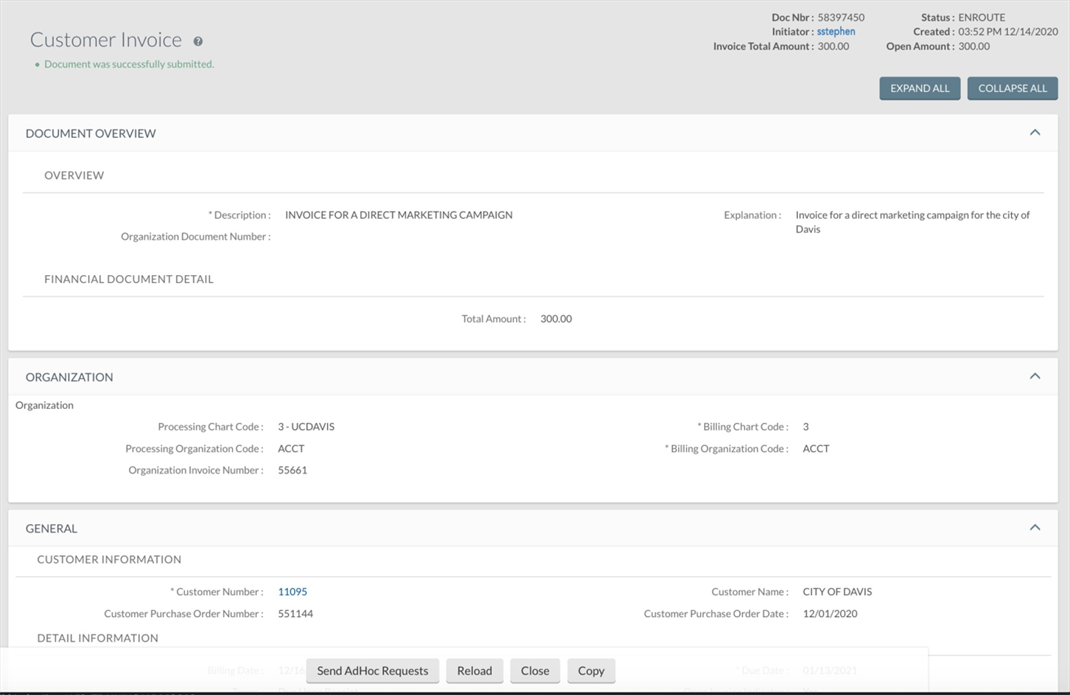 Doc Nbr : 58397450 Status : ENROUTE
Customer Invoice
Initiator : sstephen Created : 03:52 PM 12/14/2020
Invoice Total Amount : 300.00 Open Amount : 300.00
Document was successfully submitted.
EXPAND ALL COLLAPSE ALL
DOCUMENT OVERVIEW
OVERVIEW
* Description : INVOICE FOR A DIRECT MARKETING CAMPAIGN Explanation : Invoice for a direct marketing campaign for the city of
Davis
Organization Document Number :
FINANCIAL DOCUMENT DETAIL
Total Amount : 300.00
ORGANIZATION
Organization
Processing Chart Code : 3 - UCDAVIS * Billing Chart Code : 3
Processing Organization Code : ACCT * Billing Organization Code : ACCT
Organization Invoice Number : 55661
GENERAL
CUSTOMER INFORMATION
* Customer Number : 11095 Customer Name : CITY OF DAVIS
Customer Purchase Order Number : 551144 Customer Purchase Order Date : 12/01/2020
DETAIL INFORMATION
Billing Date : * Due Date : 01/13/2021
Send AdHoc Requests Reload Close Copy